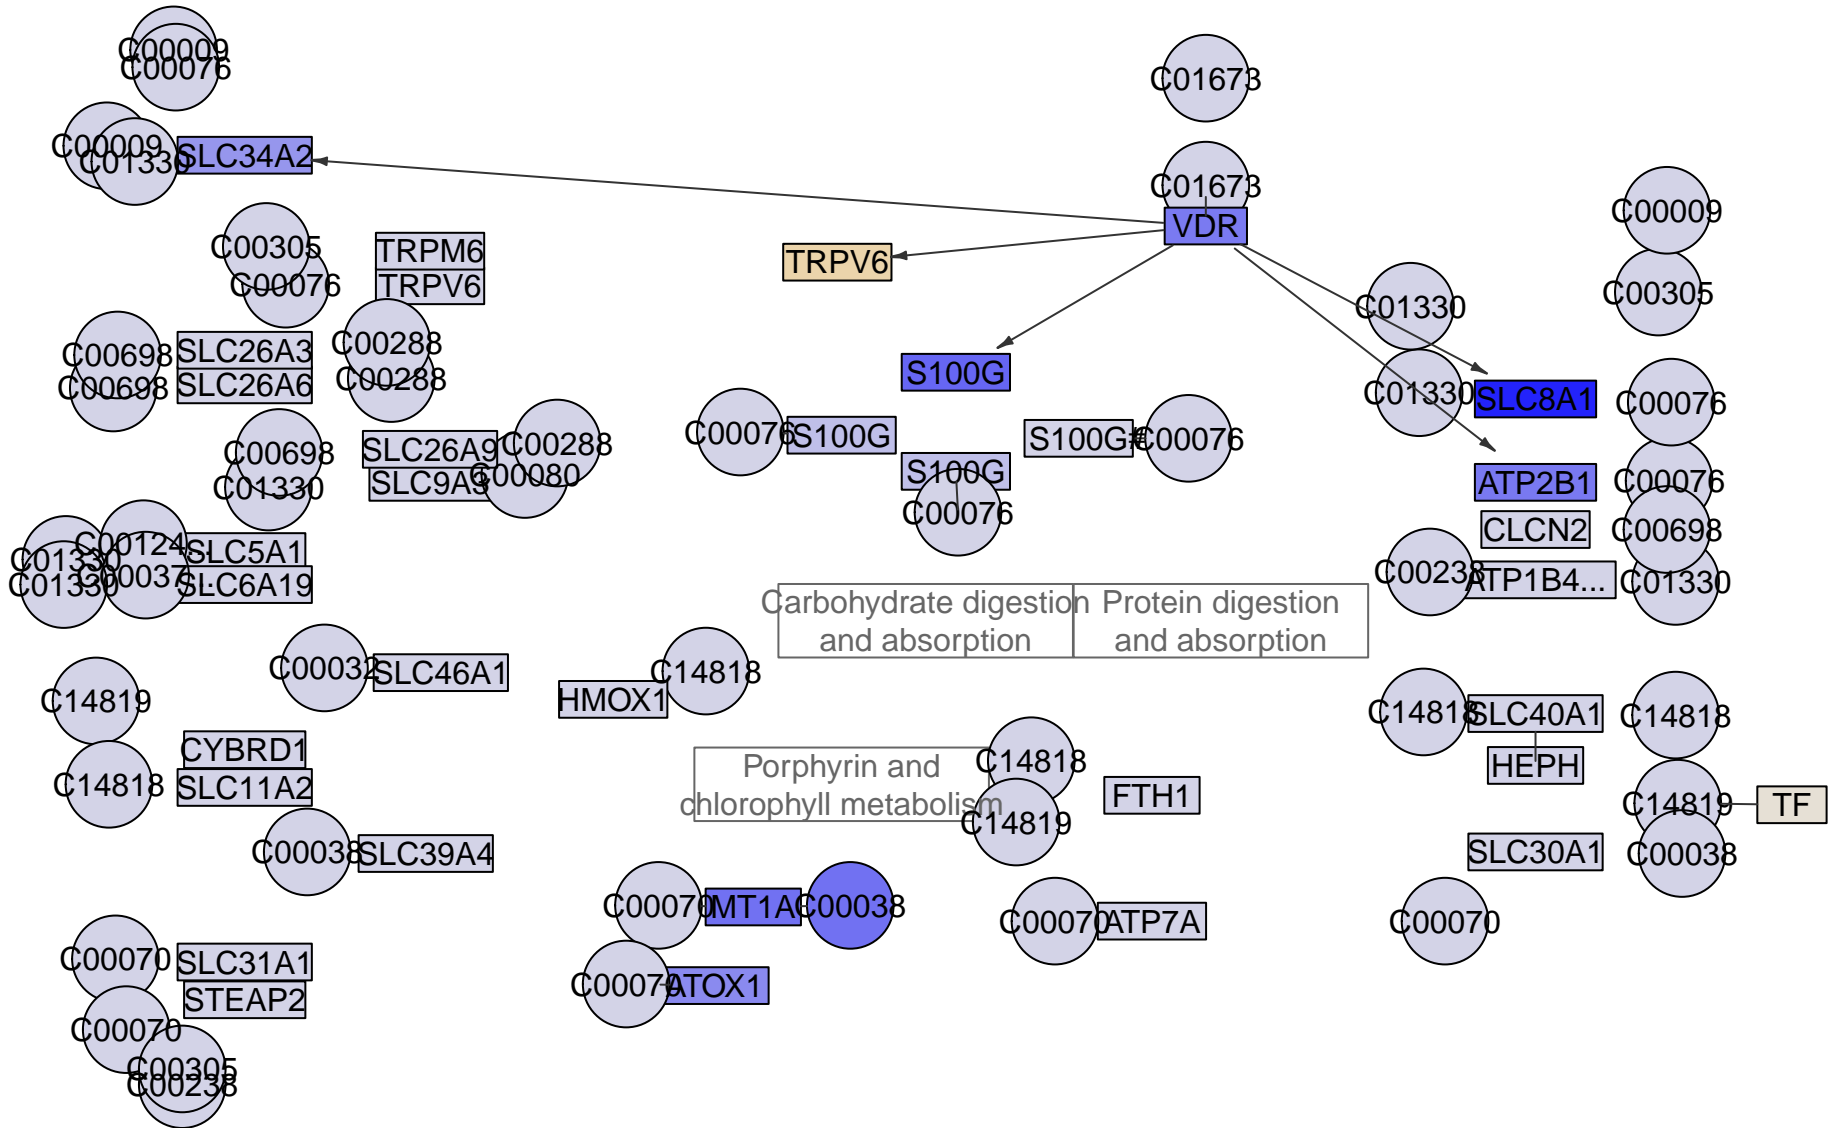 C00009
C00076
C01673
C00009
C01330
SLC34A2
C01673
VDR
C00009
C00305
C00076
TRPM6
TRPV6
TRPV6
C01330
C00305
C00698
C00698
SLC26A3
SLC26A6
C00288
C00288
S100G
C01330
SLC8A1
C00076
C00698
C01330
SLC26A9
SLC9A3
C00288
C00080
C00076
S100G
S100G
C00076
S100G#
C00076
ATP2B1
C00076
CLCN2
C00698
C01330
C01330
C00124...
C00037...
SLC5A1
SLC6A19
Carbohydrate digestion
and absorption
Protein digestion
and absorption
C00238
ATP1B4...
C01330
C00032
SLC46A1
HMOX1
C14818
C14819
C14818
SLC40A1
HEPH
C14818
CYBRD1
SLC11A2
C14818
Porphyrin and
chlorophyll metabolism
C14818
C14819
FTH1
C14819
TF
C00038
SLC39A4
SLC30A1
C00038
C00070
MT1A
C00038
C00070
ATP7A
C00070
C00070
SLC31A1
STEAP2
C00070
ATOX1
C00070
C00305
C00238